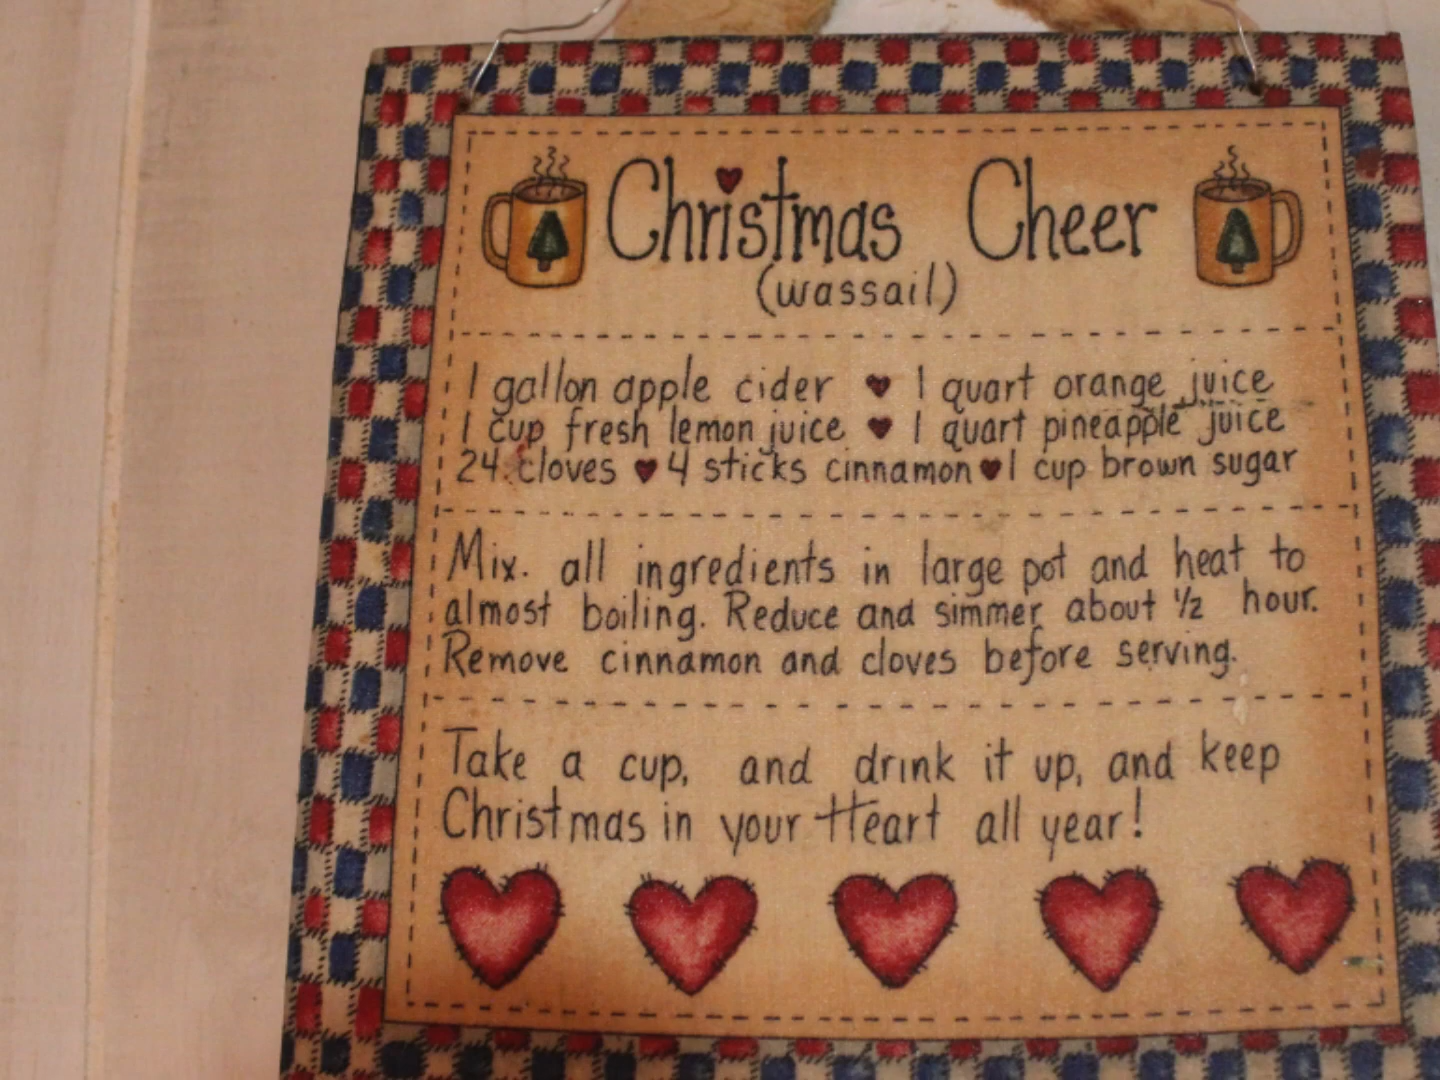 Christmas Cheer
(wassail)
1 gallon apple cider ♥ 1 quart orange juice
1 cup fresh lemon juice ♥ 1 quart pineapple juice
24 cloves ♥ 4 sticks cinnamon ♥ 1 cup brown sugar
Mix. all ingredients in large pot and heat to
almost boiling. Reduce and simmer about 1/2 hour.
Remove cinnamon and cloves before serving.
Take a cup, and drink it up, and keep
Christmas in your Heart all year!